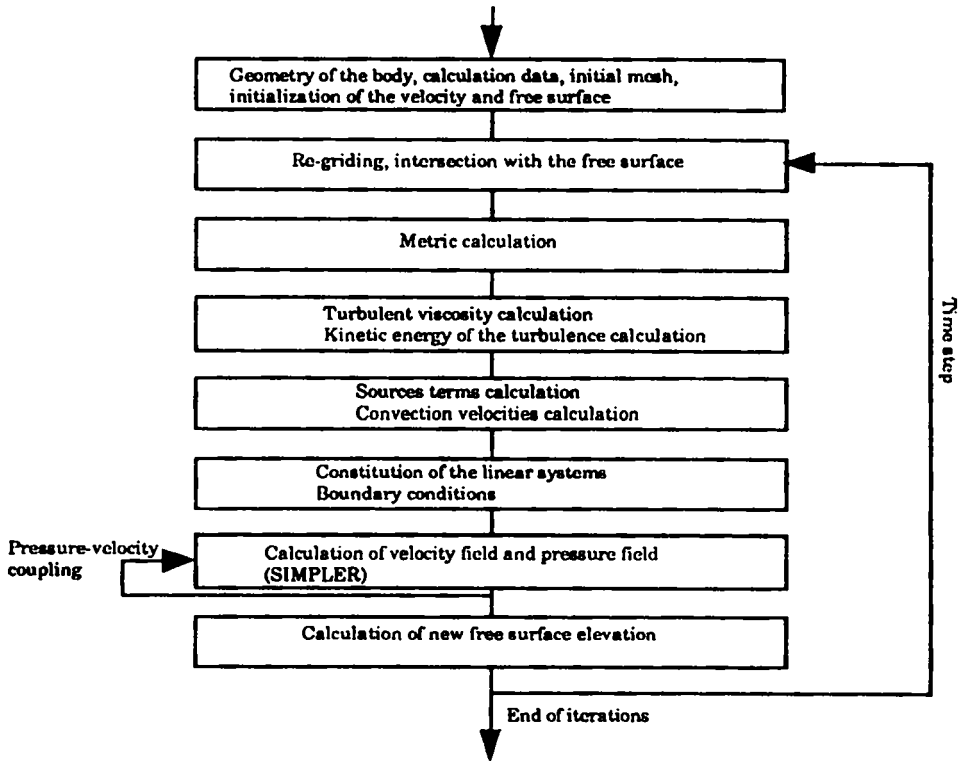 Geometry of the body, calculation data, initial mesh,
initialization of the velocity and free surface
Re-griding, intersection with the free surface
Metric calculation
Turbulent viscosity calculation
Kinetic energy of the turbulence calculation
Sources terms calculation
Convection velocities calculation
Constitution of the linear systems
Boundary conditions
Pressure-velocity
coupling
Calculation of velocity field and pressure field
(SIMPLER)
Calculation of new free surface elevation
End of iterations
Time step